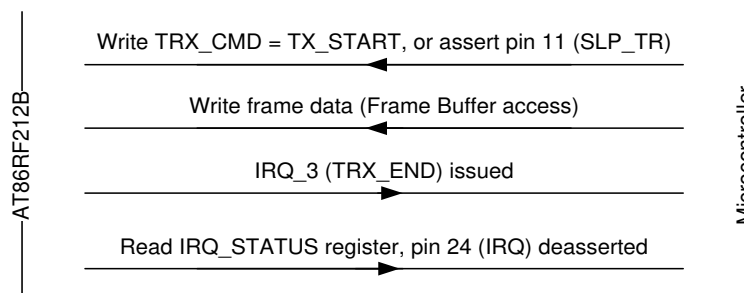 Write TRX_CMD = TX_START, or assert pin 11 (SLP_TR)
Write frame data (Frame Buffer access)
IRQ_3 (TRX_END) issued
Read IRQ_STATUS register, pin 24 (IRQ) deasserted
AT86RF212B
Microcontroller